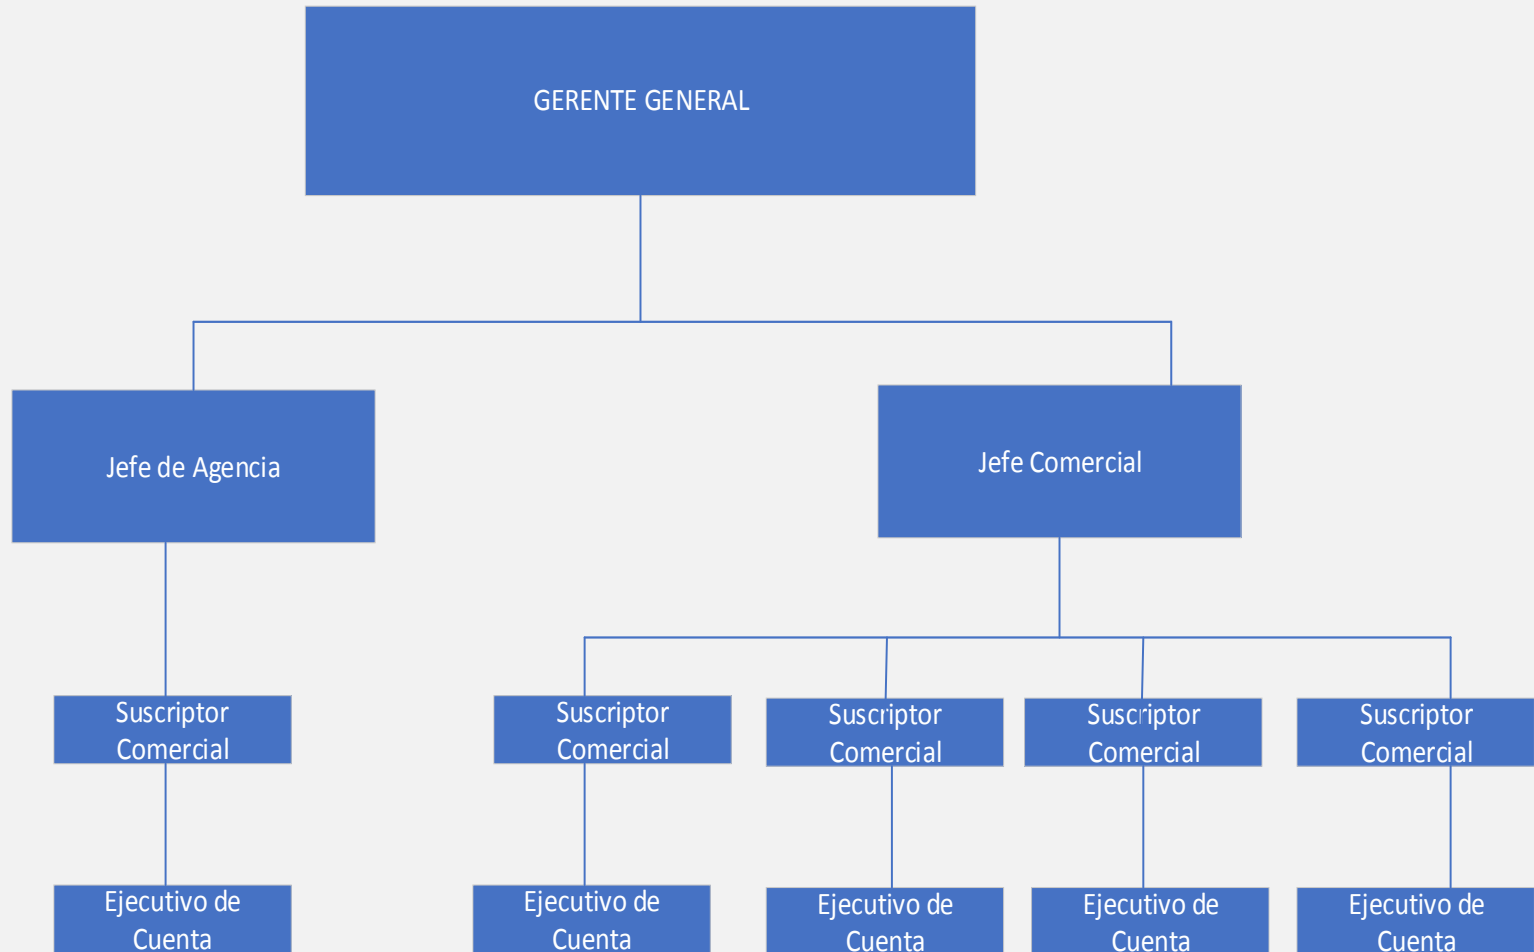 GERENTE GENERAL
Jefe de Agencia
Jefe Comercial
Suscriptor
Comercial
Suscriptor
Comercial
Suscriptor
Comercial
Suscriptor
Comercial
Suscriptor
Comercial
Ejecutivo de
Cuenta
Ejecutivo de
Cuenta
Ejecutivo de
Cuenta
Ejecutivo de
Cuenta
Ejecutivo de
Cuenta